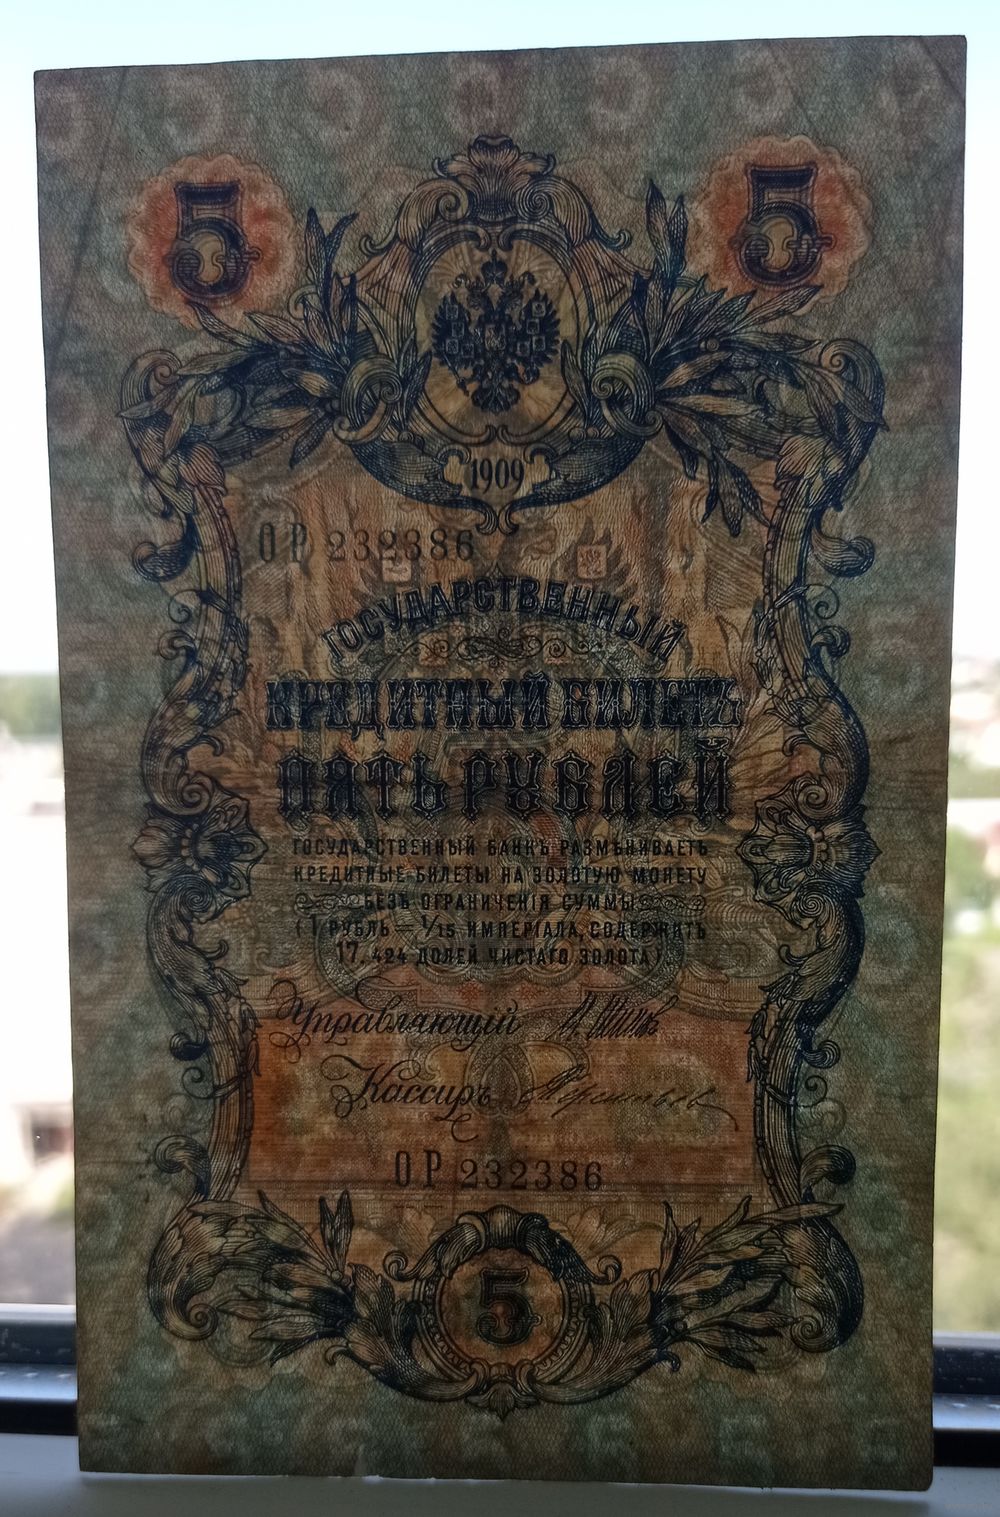 5 5
1909
ОР 232386
ГОСУДАРСТВЕННЫЙ
КРЕДИТНЫЙ БИЛЕТЪ
ПЯТЬ РУБЛЕЙ
ГОСУДАРСТВЕННЫЙ БАНКЪ РАЗМѢНИВАЕТЪ
КРЕДИТНЫЕ БИЛЕТЫ НА ЗОЛОТУЮ МОНЕТУ
БЕЗЪ ОГРАНИЧЕНІЯ СУММЫ
(1 РУБЛЬ = 1/15 ИМПЕРІАЛА, СОДЕРЖИТЪ
17,424 ДОЛЕЙ ЧИСТАГО ЗОЛОТА).
Управляющій
Кассиръ
ОР 232386
5